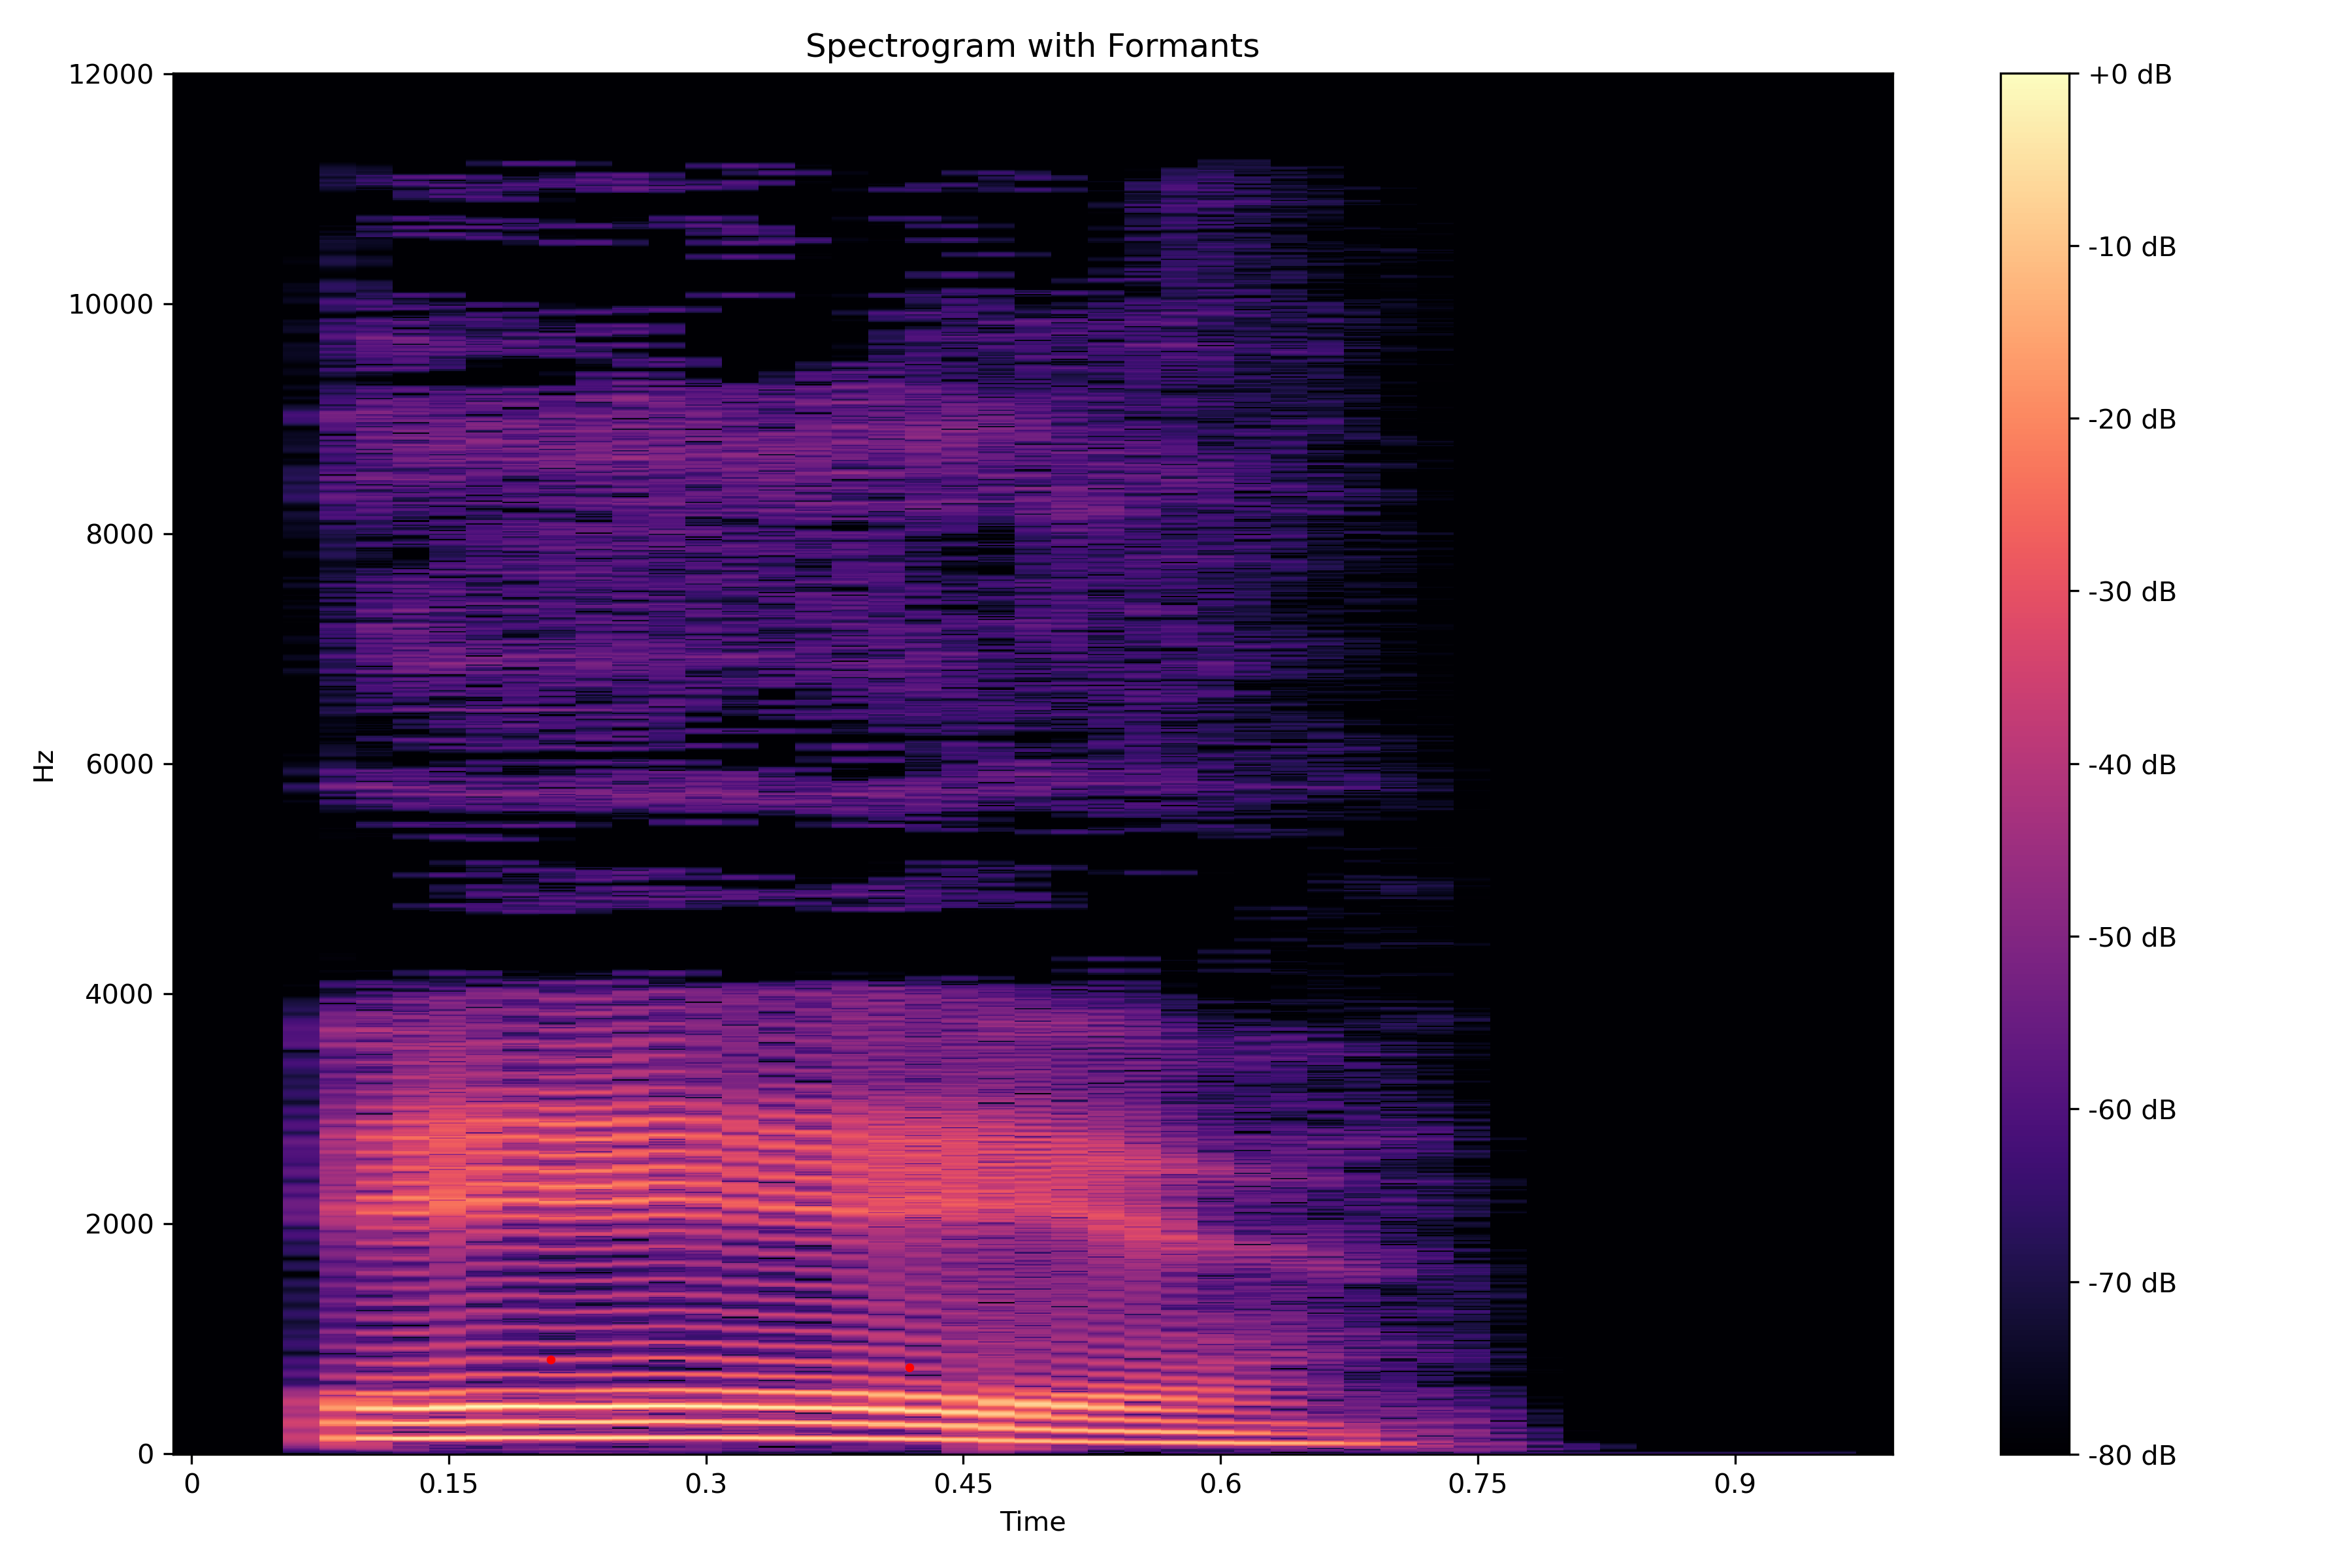 Spectrogram with Formants
12000
10000
8000
6000
4000
2000
0
Hz
0 0.15 0.3 0.45 0.6 0.75 0.9
Time
+0 dB
-10 dB
-20 dB
-30 dB
-40 dB
-50 dB
-60 dB
-70 dB
-80 dB